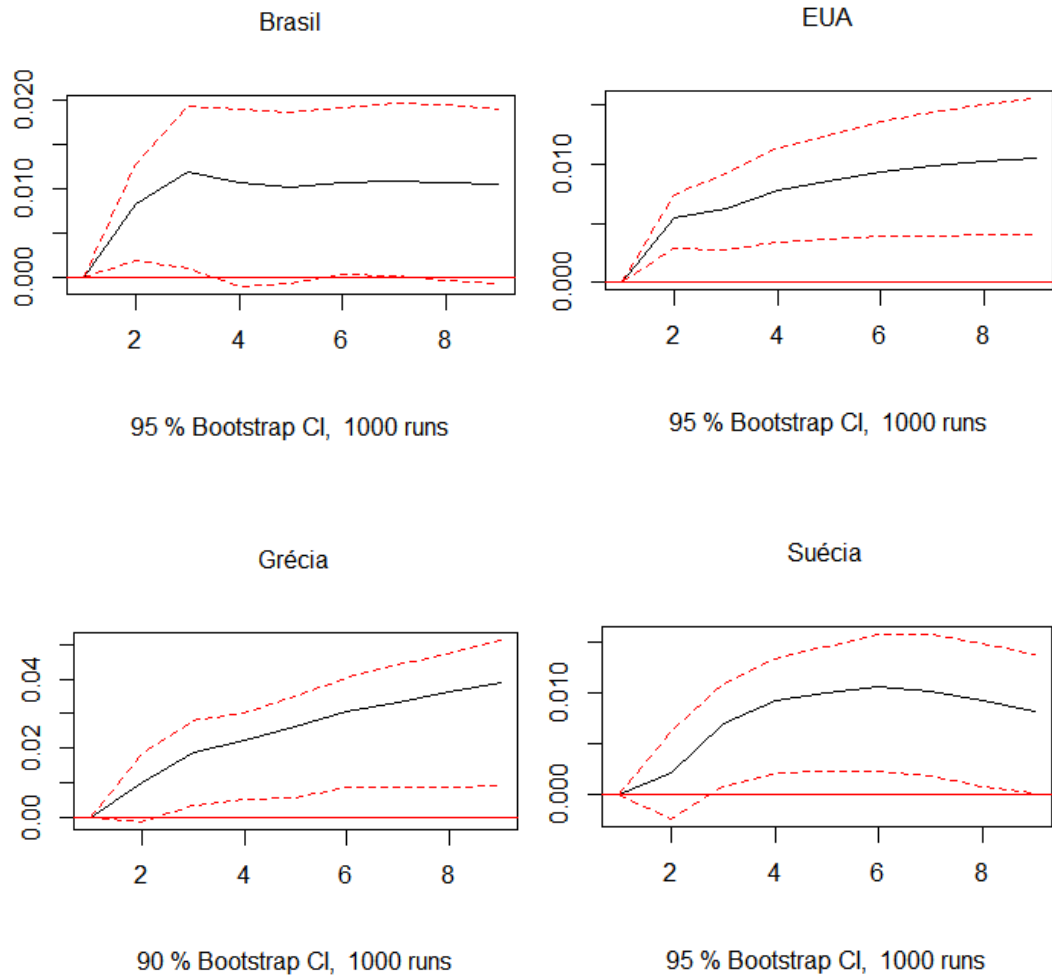 Brasil
0.000 0.010 0.020
2 4 6 8
95 % Bootstrap CI, 1000 runs
EUA
0.000 0.010
2 4 6 8
95 % Bootstrap CI, 1000 runs
Grécia
0.00 0.02 0.04
2 4 6 8
90 % Bootstrap CI, 1000 runs
Suécia
0.000 0.010
2 4 6 8
95 % Bootstrap CI, 1000 runs